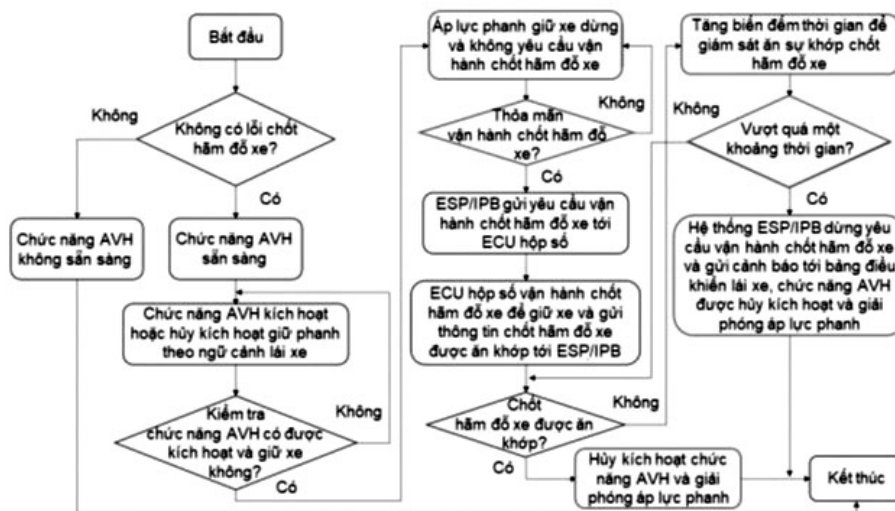 Bắt đầu
Không
Không có lỗi chốt
hãm đỗ xe?
Có
Chức năng AVH
không sẵn sàng
Chức năng AVH
sẵn sàng
Chức năng AVH kích hoạt
hoặc hủy kích hoạt giữ phanh
theo ngữ cảnh lái xe
Kiểm tra
chức năng AVH có được
kích hoạt và giữ xe
không?
Không
Có
Áp lực phanh giữ xe dừng
và không yêu cầu vận
hành chốt hãm đỗ xe
Không
Thỏa mãn
vận hành chốt hãm đỗ
xe?
Có
ESP/IPB gửi yêu cầu vận
hành chốt hãm đỗ xe tới
ECU hộp số
ECU hộp số vận hành chốt
hãm đỗ xe để giữ xe và gửi
thông tin chốt hãm đỗ xe
được ăn khớp tới ESP/IPB
Chốt
hãm đỗ xe được ăn
khớp?
Không
Có
Hủy kích hoạt chức
năng AVH và giải
phóng áp lực phanh
Tăng biến đếm thời gian để
giám sát ăn sự khớp chốt
hãm đỗ xe
Không
Vượt quá một
khoảng thời gian?
Có
Hệ thống ESP/IPB dừng yêu
cầu vận hành chốt hãm đỗ xe
và gửi cảnh báo tới bảng điều
khiển lái xe, chức năng AVH
được hủy kích hoạt và giải
phóng áp lực phanh
Kết thúc